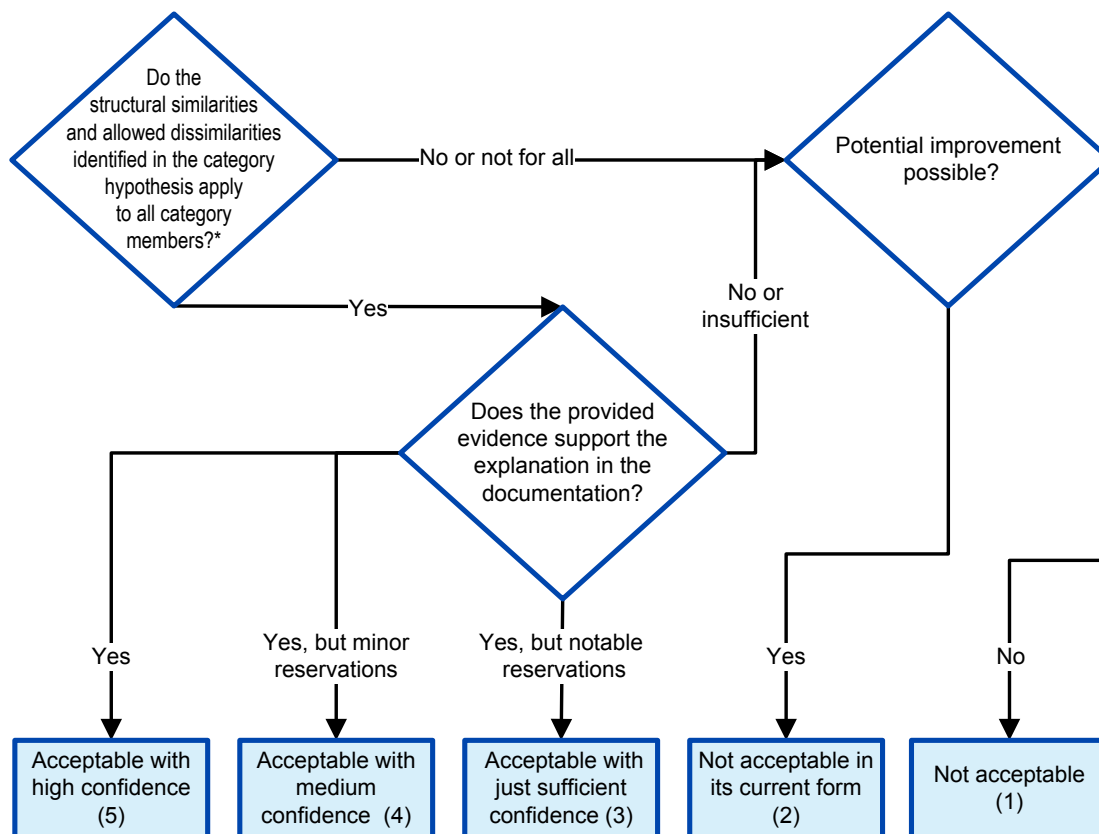 Do the
structural similarities
and allowed dissimilarities
identified in the category
hypothesis apply
to all category
members?*
No or not for all
Potential improvement
possible?
Yes
No or
insufficient
Does the provided
evidence support the
explanation in the
documentation?
Yes
Yes, but minor
reservations
Yes, but notable
reservations
Yes
No
Acceptable with
high confidence
(5)
Acceptable with
medium
confidence (4)
Acceptable with
just sufficient
confidence (3)
Not acceptable in
its current form
(2)
Not acceptable
(1)